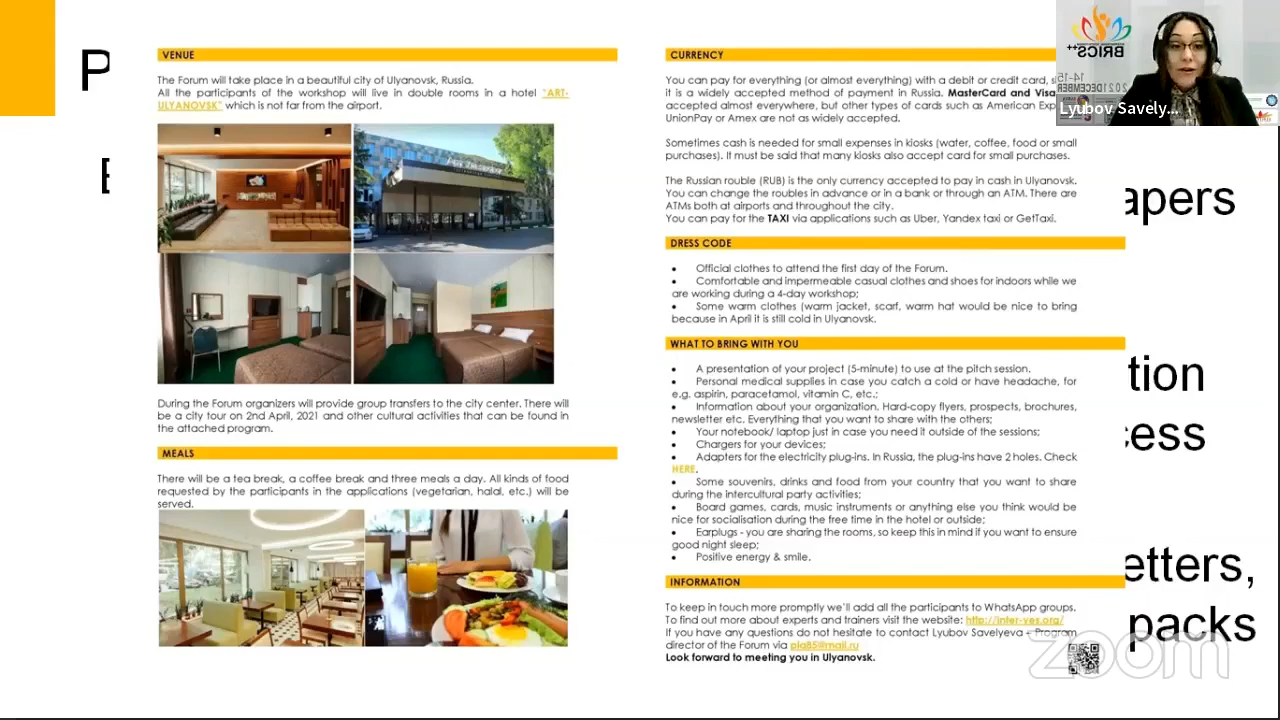 P
E
VENUE
The Forum will take place in a beautiful city of Ulyanovsk, Russia.
All the participants of the workshop will live in double rooms in a hotel "ART-
ULYANOVSK" which is not far from the airport.
During the Forum organizers will provide group transfers to the city center. There will
be a city tour on 2nd April, 2021 and other cultural activities that can be found in
the attached program.
MEALS
There will be a tea break, a coffee break and three meals a day. All kinds of food
requested by the participants in the applications (vegetarian, halal, etc.) will be
served.
CURRENCY
You can pay for everything (or almost everything) with a debit or credit card,
it is a widely accepted method of payment in Russia. MasterCard and Visa
accepted almost everywhere, but other types of cards such as American Exp
UnionPay or Amex are not as widely accepted.
Sometimes cash is needed for small expenses in kiosks (water, coffee, food or small
purchases). It must be said that many kiosks also accept card for small purchases.
The Russian rouble (RUB) is the only currency accepted to pay in cash in Ulyanovsk.
You can change the roubles in advance or in a bank or through an ATM. There are
ATMs both at airports and throughout the city.
You can pay for the TAXI via applications such as Uber, Yandex taxi or GetTaxi.
DRESS CODE
• Official clothes to attend the first day of the Forum.
• Comfortable and impermeable casual clothes and shoes for indoors while we
are working during a 4-day workshop;
• Some warm clothes (warm jacket, scarf, warm hat would be nice to bring
because in April it is still cold in Ulyanovsk.
WHAT TO BRING WITH YOU
• A presentation of your project (5-minute) to use at the pitch session.
• Personal medical supplies in case you catch a cold or have headache, for
e.g. aspirin, paracetamol, vitamin C, etc.;
• Information about your organization. Hard-copy flyers, prospects, brochures,
newsletter etc. Everything that you want to share with the others;
• Your notebook/ laptop just in case you need it outside of the sessions;
• Chargers for your devices;
• Adapters for the electricity plug-ins. In Russia, the plug-ins have 2 holes. Check
HERE.
• Some souvenirs, drinks and food from your country that you want to share
during the intercultural party activities;
• Board games, cards, music instruments or anything else you think would be
nice for socialisation during the free time in the hotel or outside;
• Earplugs - you are sharing the rooms, so keep this in mind if you want to ensure
good night sleep;
• Positive energy & smile.
INFORMATION
To keep in touch more promptly we'll add all the participants to WhatsApp groups.
To find out more about experts and trainers visit the website: http://inter-yes.org/
If you have any questions do not hesitate to contact Lyubov Savelyeva – Program
director of the Forum via pla85@mail.ru
Look forward to meeting you in Ulyanovsk.
apers
tion
cess
etters,
packs
BRICS++
14-15
DECEMBER 2021
Lyubov Savely...
zoom